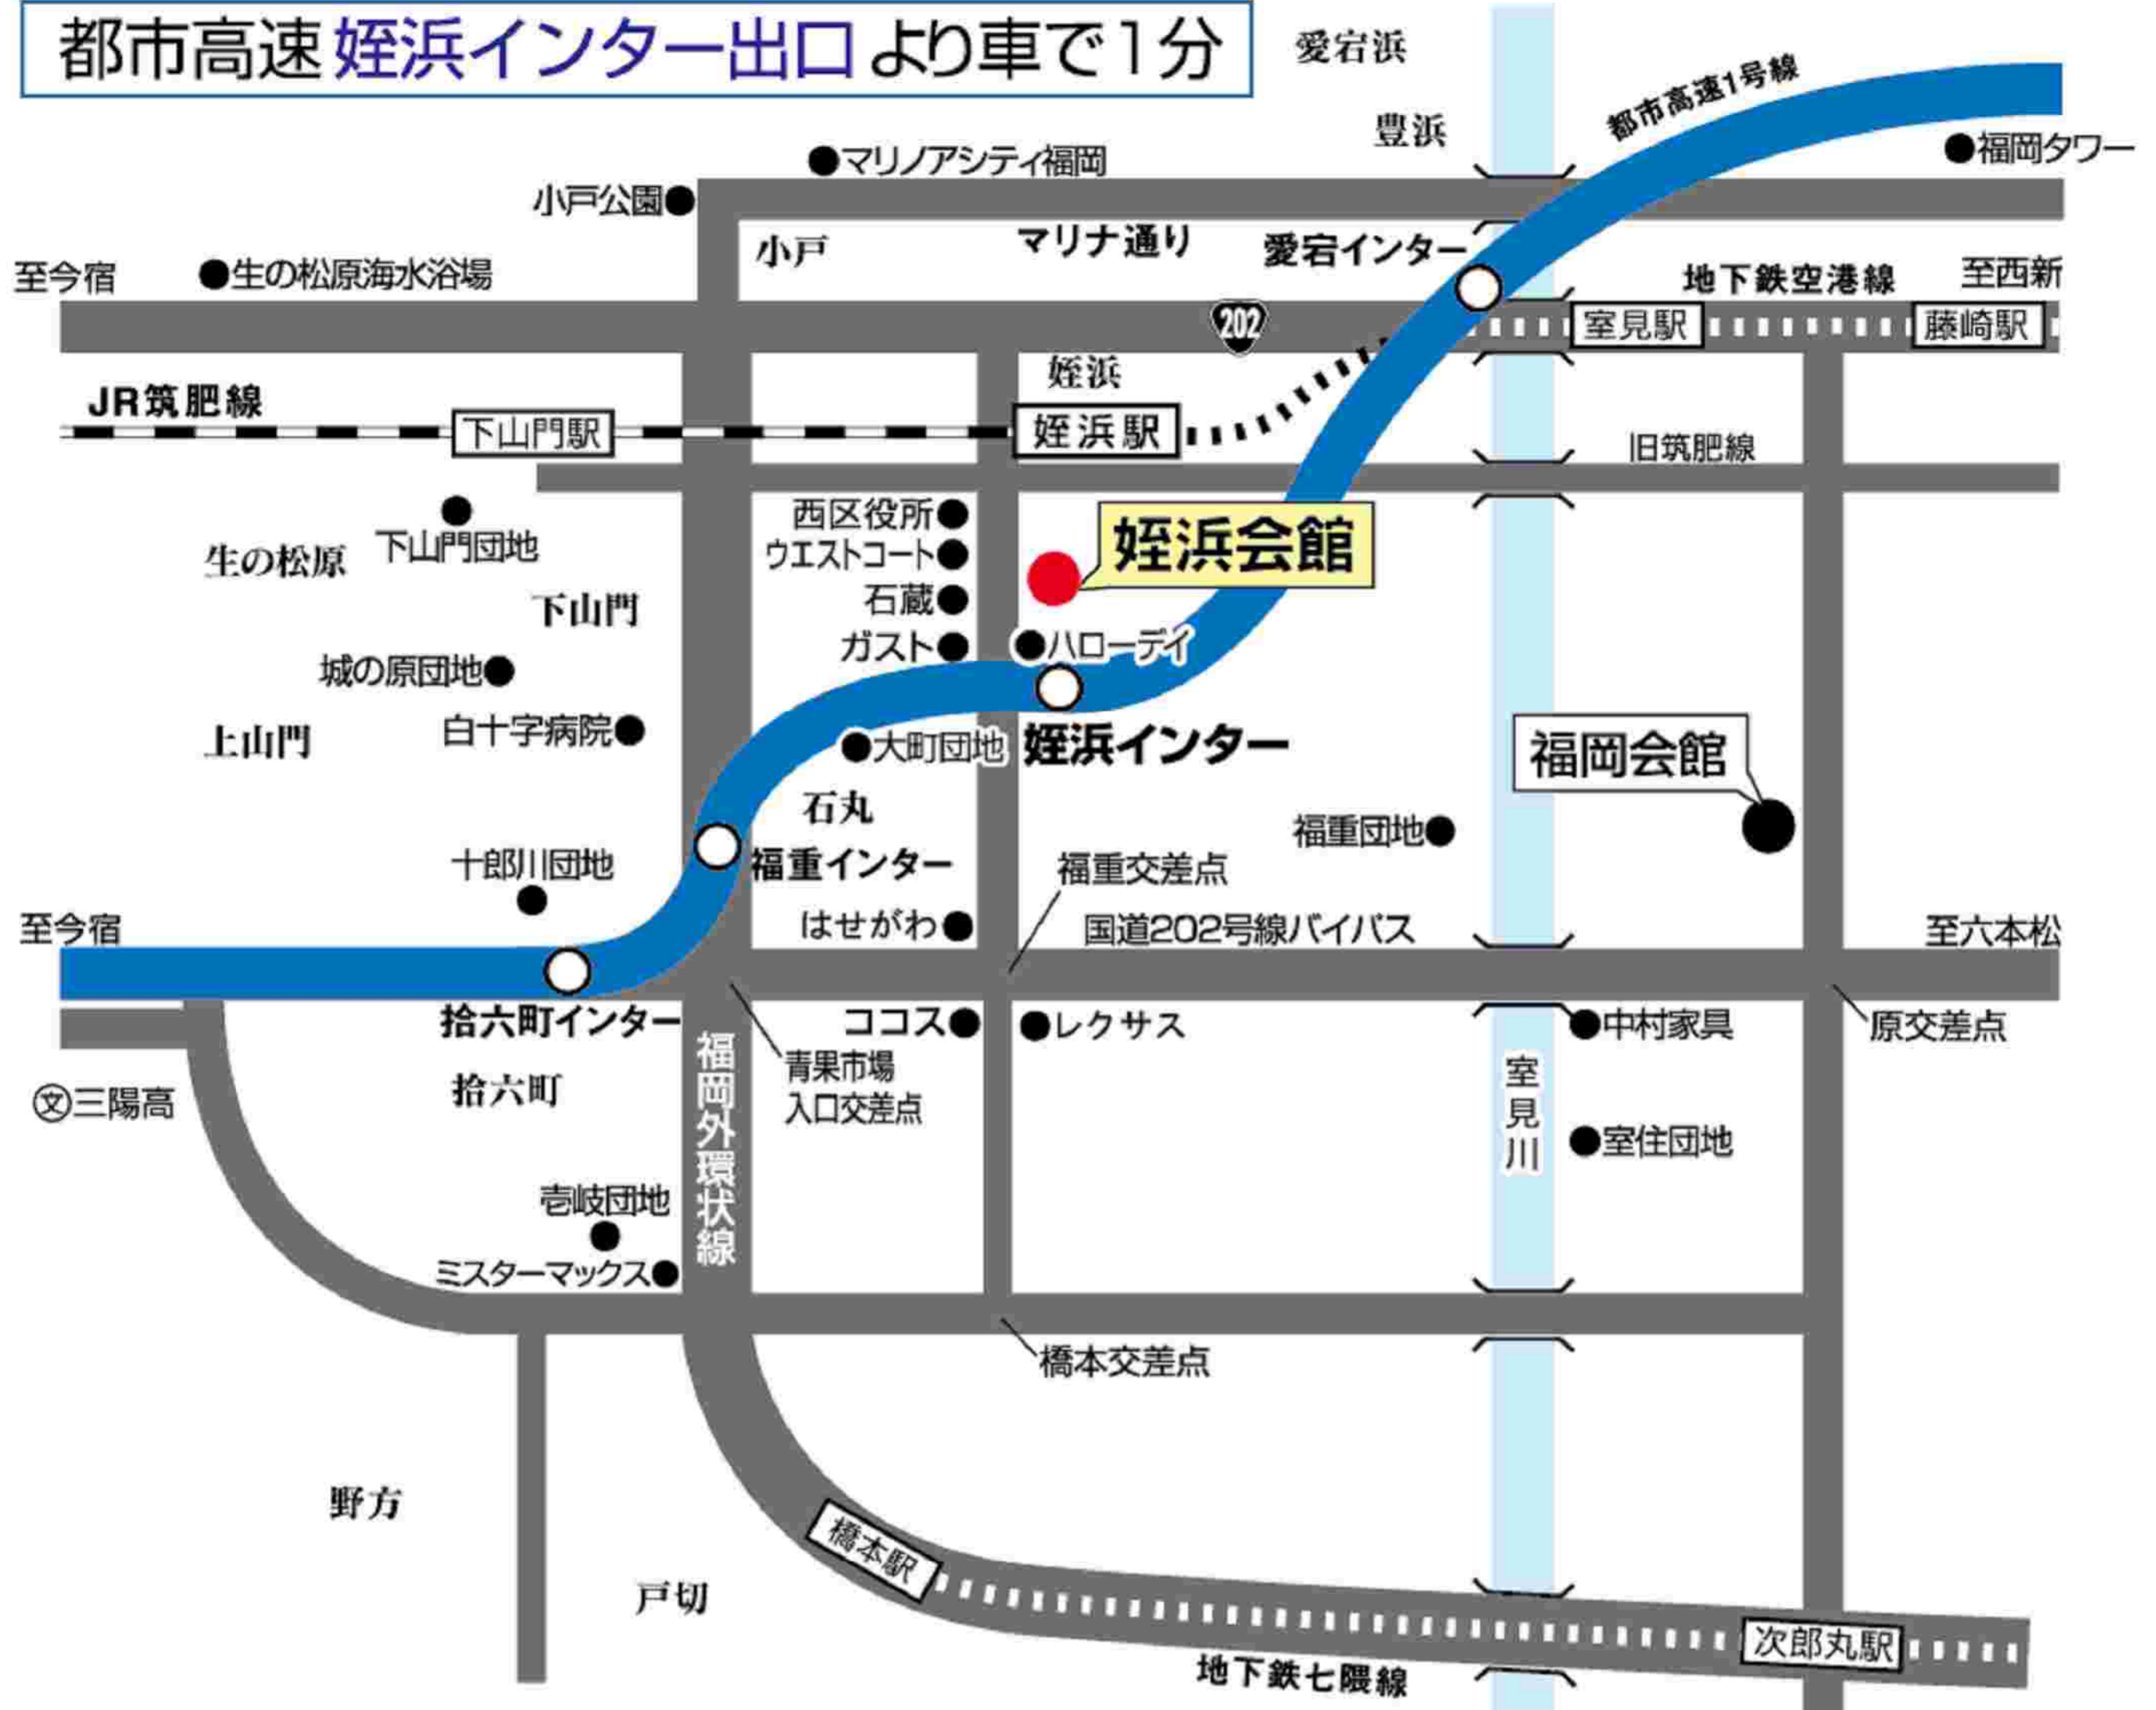 都市高速姪浜インター出口より車で1分
愛宕浜
都市高速1号線
豊浜
福岡タワー
マリノアシティ福岡
小戸公園
小戸
マリナ通り
愛宕インター
至今宿
生の松原海水浴場
地下鉄空港線
至西新
202
室見駅
藤崎駅
姪浜
JR筑肥線
下山門駅
姪浜駅
旧筑肥線
西区役所
下山門団地
生の松原
ウエストコート
姪浜会館
石蔵
下山門
ガスト
ハローデイ
城の原団地
白十字病院
上山門
大町団地
姪浜インター
福岡会館
石丸
福重団地
十郎川団地
福重インター
福重交差点
はせがわ
国道202号線バイパス
至今宿
至六本松
拾六町インター
ココス
レクサス
中村家具
原交差点
福岡外環状線
青果市場
入口交差点
室見川
文三陽高
拾六町
室住団地
壱岐団地
ミスターマックス
橋本交差点
野方
橋本駅
戸切
次郎丸駅
地下鉄七隈線